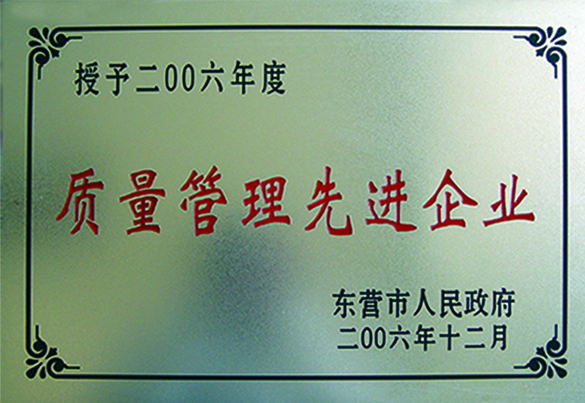 授予二00六年度
质量管理先进企业
东营市人民政府
二00六年十二月